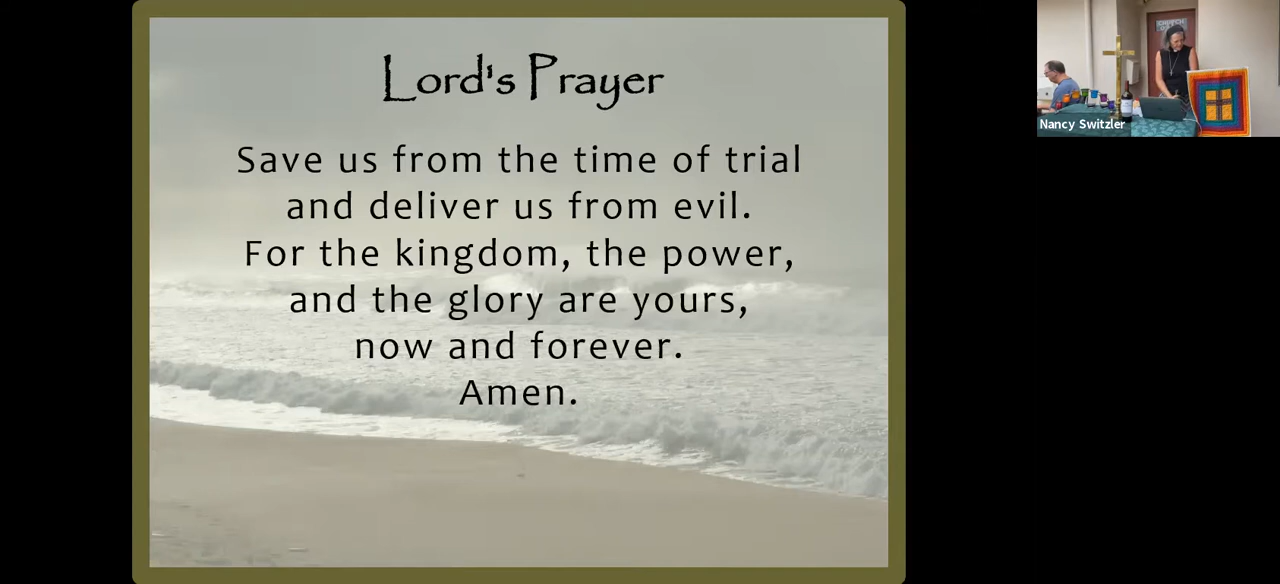 Lord's Prayer
Save us from the time of trial
and deliver us from evil.
For the kingdom, the power,
and the glory are yours,
now and forever.
Amen.
CHURCH
Nancy Switzler